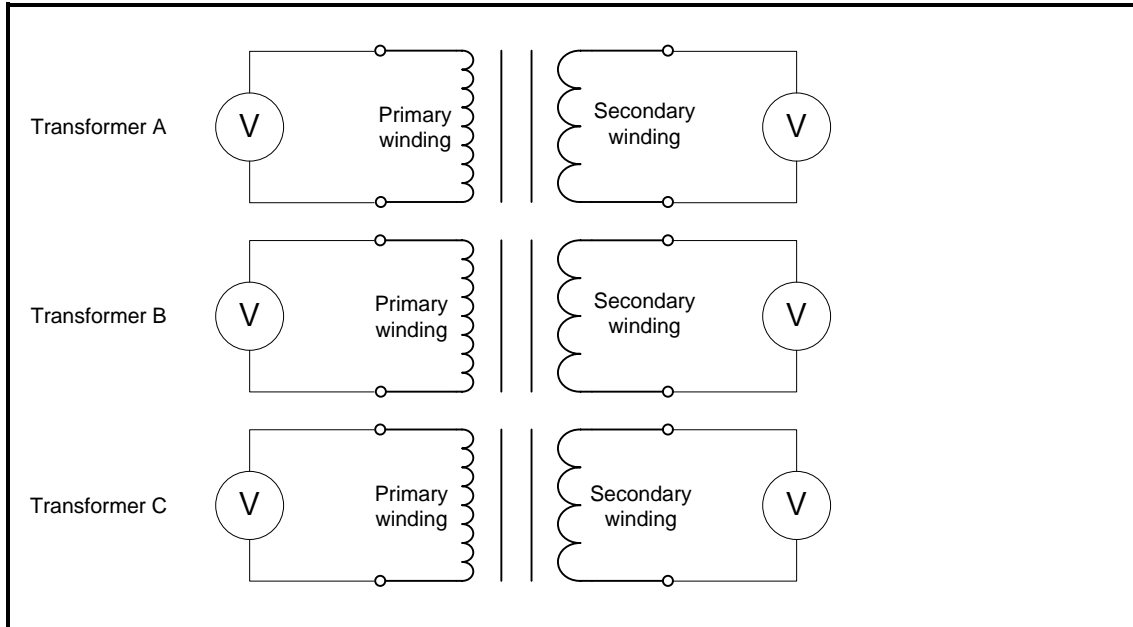 Transformer A
V
Primary
winding
Secondary
winding
V
Transformer B
V
Primary
winding
Secondary
winding
V
Transformer C
V
Primary
winding
Secondary
winding
V